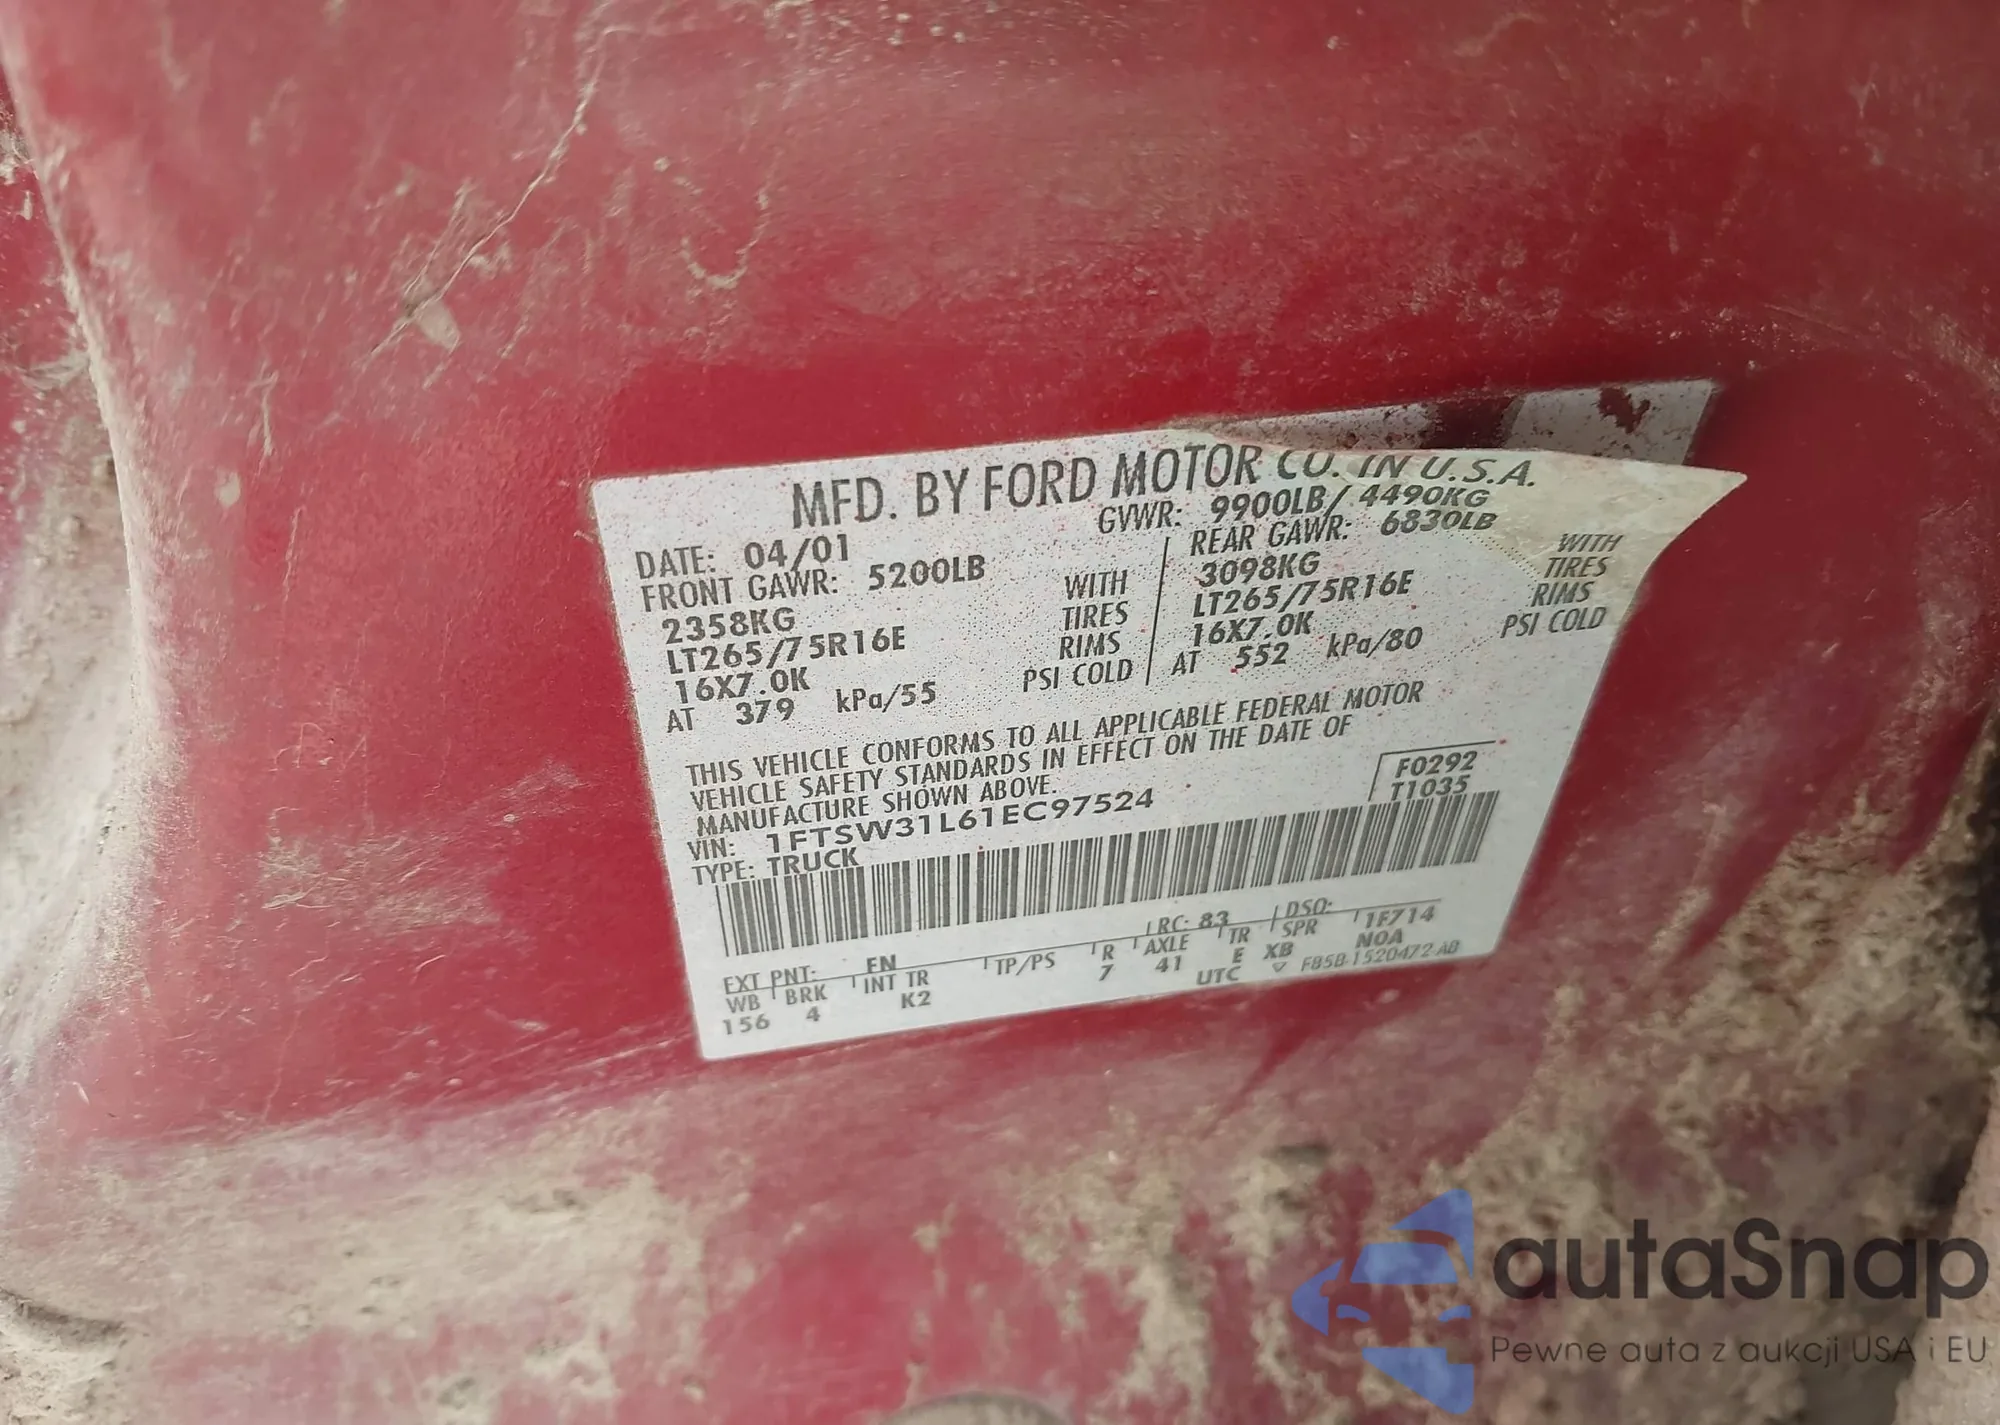 MFD. BY FORD MOTOR CO. IN U.S.A.
DATE: 04/01 GVWR: 9900LB/ 4490KG
FRONT GAWR: 5200LB REAR GAWR: 6830LB
2358KG WITH 3098KG WITH
LT265/75R16E TIRES LT265/75R16E TIRES
16X7.0K RIMS 16X7.0K RIMS
AT 379 kPa/55 PSI COLD AT 552 kPa/80 PSI COLD
THIS VEHICLE CONFORMS TO ALL APPLICABLE FEDERAL MOTOR
VEHICLE SAFETY STANDARDS IN EFFECT ON THE DATE OF
MANUFACTURE SHOWN ABOVE.
F0292
VIN: 1FTSW31L61EC97524 T1035
TYPE: TRUCK
EXT PNT: FN RC: 83 DSO: 1F714
WB BRK INT TR TP/PS R AXLE TR SPR NOA
156 4 K2 7 41 E XB
UTC ▽ F85B-1520472-AB
autaSnap
Pewne auta z aukcji USA i EU